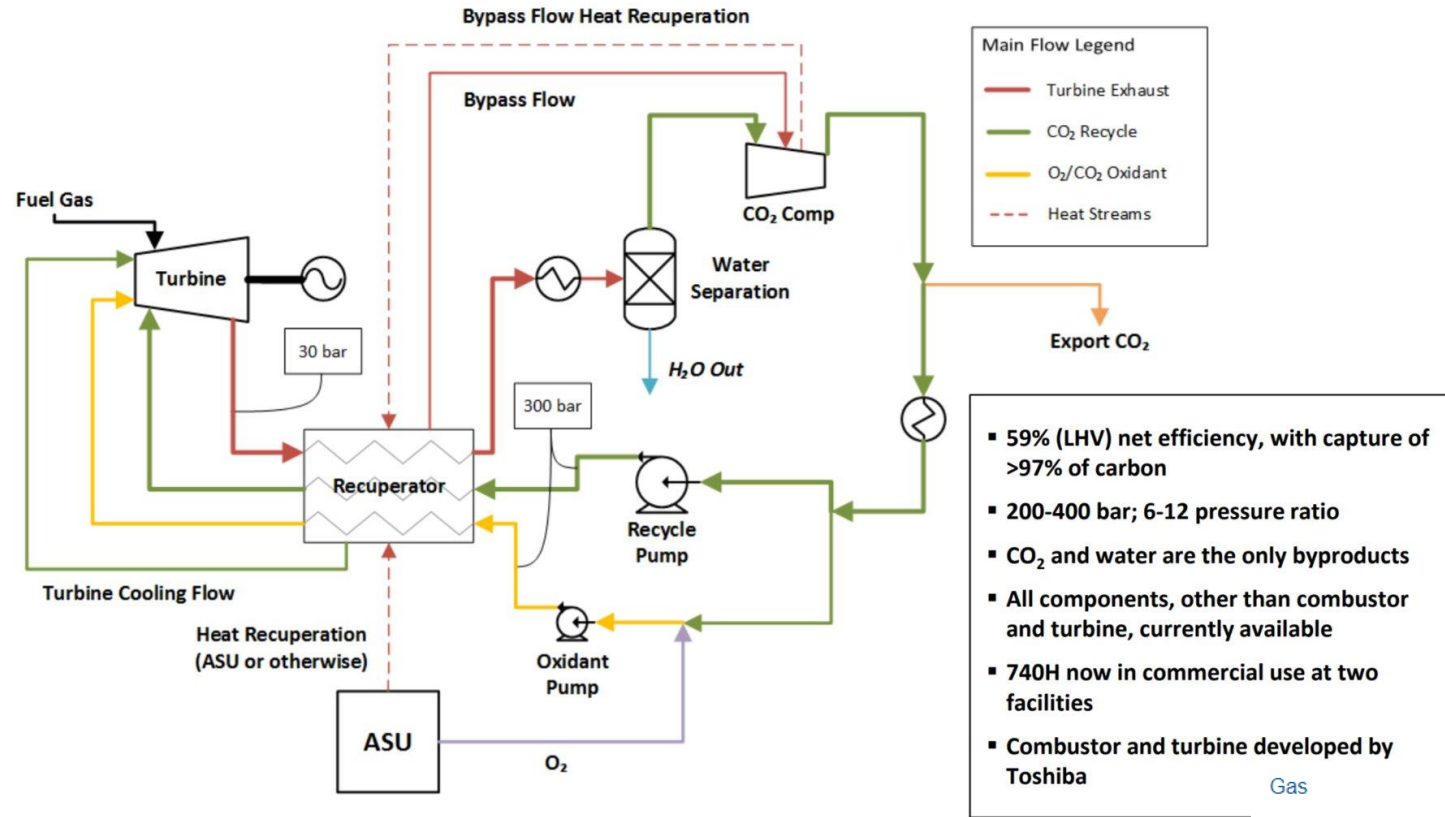 Bypass Flow Heat Recuperation
Bypass Flow
Main Flow Legend
Turbine Exhaust
CO₂ Recycle
O₂/CO₂ Oxidant
Heat Streams
Fuel Gas
Turbine
CO₂ Comp
Water
Separation
30 bar
H₂O Out
Export CO₂
300 bar
Recuperator
Recycle
Pump
Turbine Cooling Flow
Heat Recuperation
(ASU or otherwise)
Oxidant
Pump
ASU
O₂
▪ 59% (LHV) net efficiency, with capture of
>97% of carbon
▪ 200-400 bar; 6-12 pressure ratio
▪ CO₂ and water are the only byproducts
▪ All components, other than combustor
and turbine, currently available
▪ 740H now in commercial use at two
facilities
▪ Combustor and turbine developed by
Toshiba
Gas